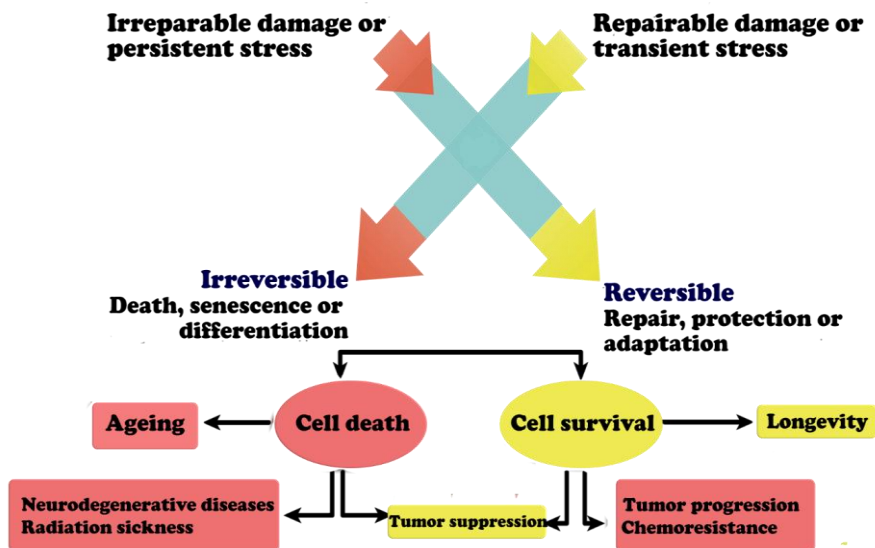 Irreparable damage or
persistent stress
Repairable damage or
transient stress
Irreversible
Death, senescence or
differentiation
Reversible
Repair, protection or
adaptation
Ageing
Cell death
Cell survival
Longevity
Neurodegenerative diseases
Radiation sickness
Tumor suppression
Tumor progression
Chemoresistance